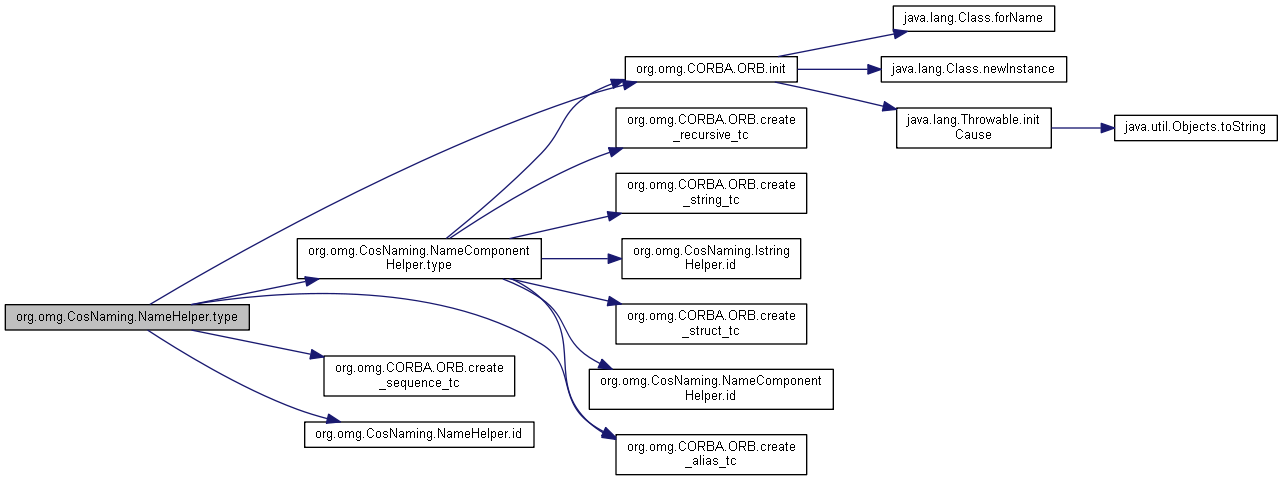 java.lang.Class.forName
org.omg.CORBA.ORB.init
java.lang.Class.newInstance
org.omg.CORBA.ORB.create
_recursive_tc
java.lang.Throwable.init
Cause
java.util.Objects.toString
org.omg.CORBA.ORB.create
_string_tc
org.omg.CosNaming.NameComponent
Helper.type
org.omg.CosNaming.Istring
Helper.id
org.omg.CosNaming.NameHelper.type
org.omg.CORBA.ORB.create
_struct_tc
org.omg.CORBA.ORB.create
_sequence_tc
org.omg.CosNaming.NameComponent
Helper.id
org.omg.CosNaming.NameHelper.id
org.omg.CORBA.ORB.create
_alias_tc